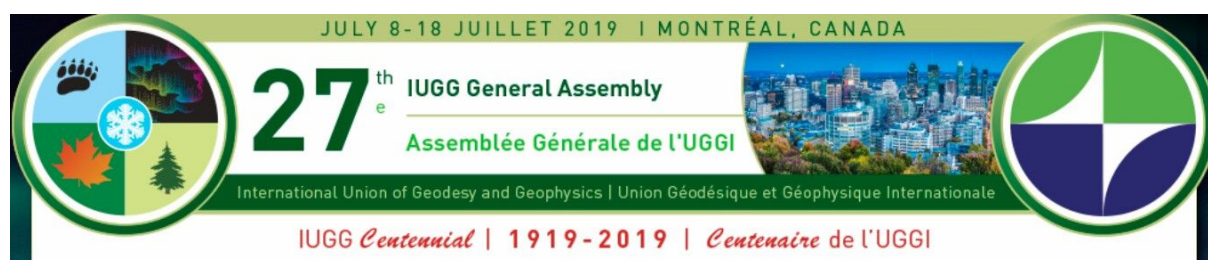 JULY 8-18 JUILLET 2019 | MONTRÉAL, CANADA
27th e
IUGG General Assembly
Assemblée Générale de l'UGGI
International Union of Geodesy and Geophysics | Union Géodésique et Géophysique Internationale
IUGG Centennial | 1919-2019 | Centenaire de l'UGGI